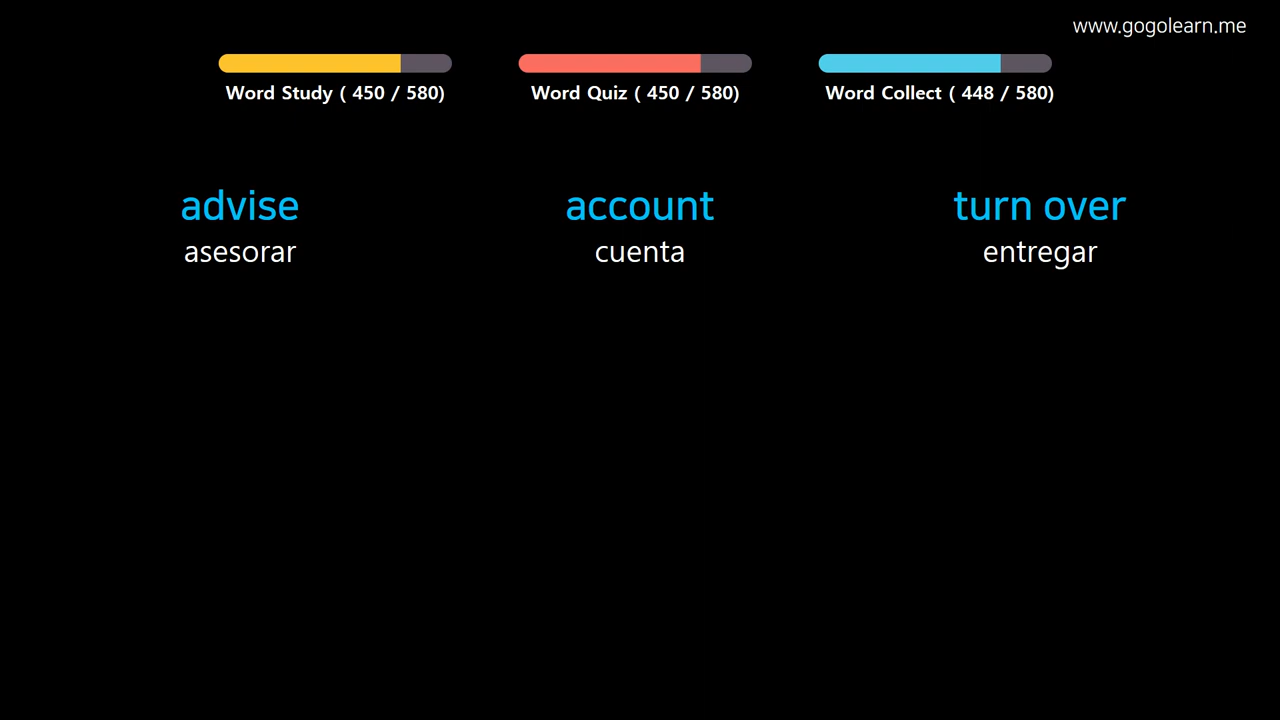 www.gogolearn.me
Word Study ( 450 / 580)
Word Quiz ( 450 / 580)
Word Collect ( 448 / 580)
advise
asesorar
account
cuenta
turn over
entregar